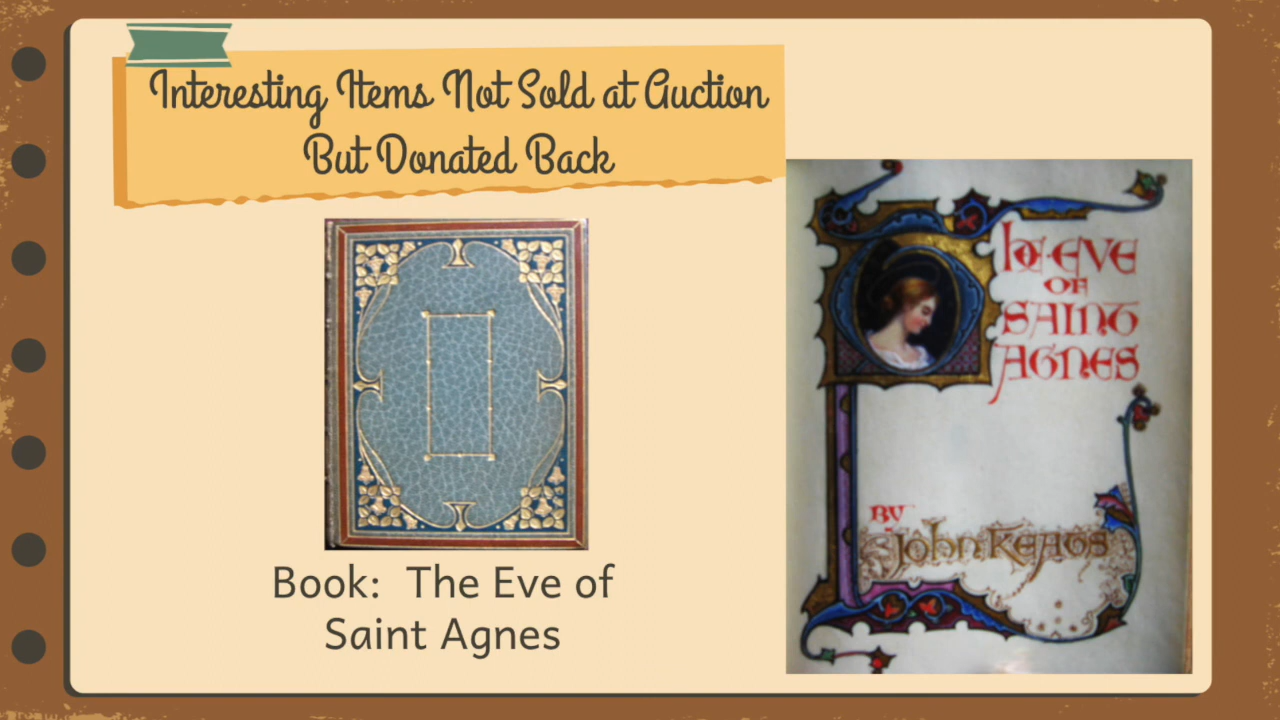 Interesting Items Not Sold at Auction
But Donated Back
Book: The Eve of
Saint Agnes
The EVE
OF
SAINT
AGNES
BY
John KEATS